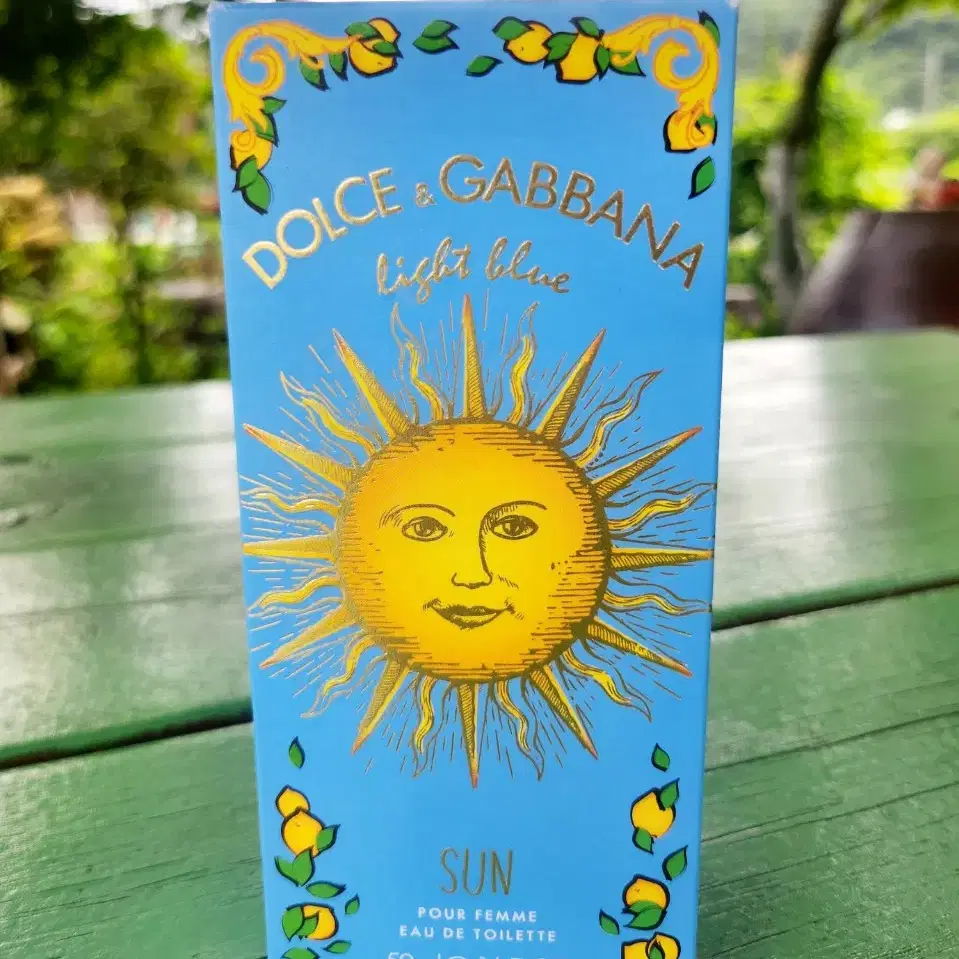 DOLCE & GABBANA
light blue
SUN
POUR FEMME
EAU DE TOILETTE